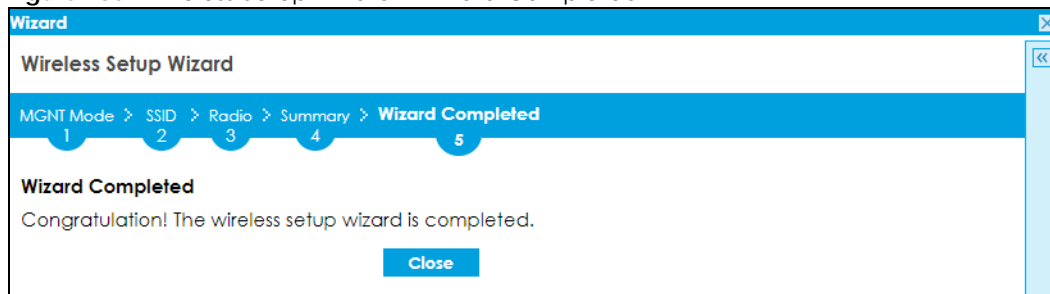 Wizard
Wireless Setup Wizard
MGNT Mode > SSID > Radio > Summary > Wizard Completed
1 2 3 4 5
Wizard Completed
Congratulation! The wireless setup wizard is completed.
Close